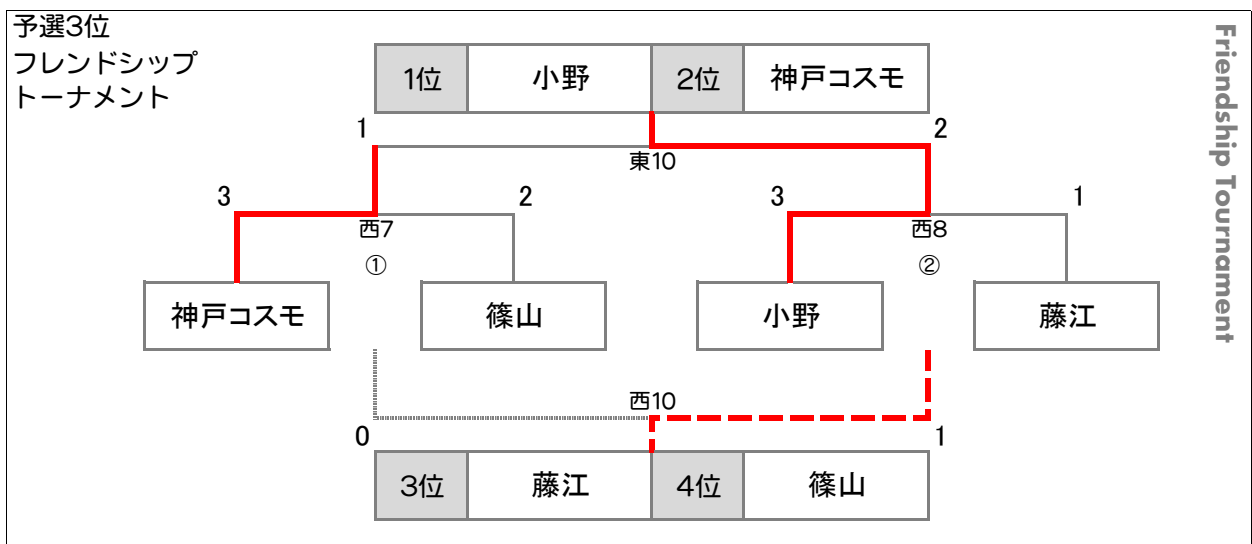 予選3位
フレンドシップ
トーナメント
Friendship Tournament
1位 小野 2位 神戸コスモ
1 2
東10
3 2 3 1
西7 西8
① ②
神戸コスモ 篠山 小野 藤江
西10
0 1
3位 藤江 4位 篠山